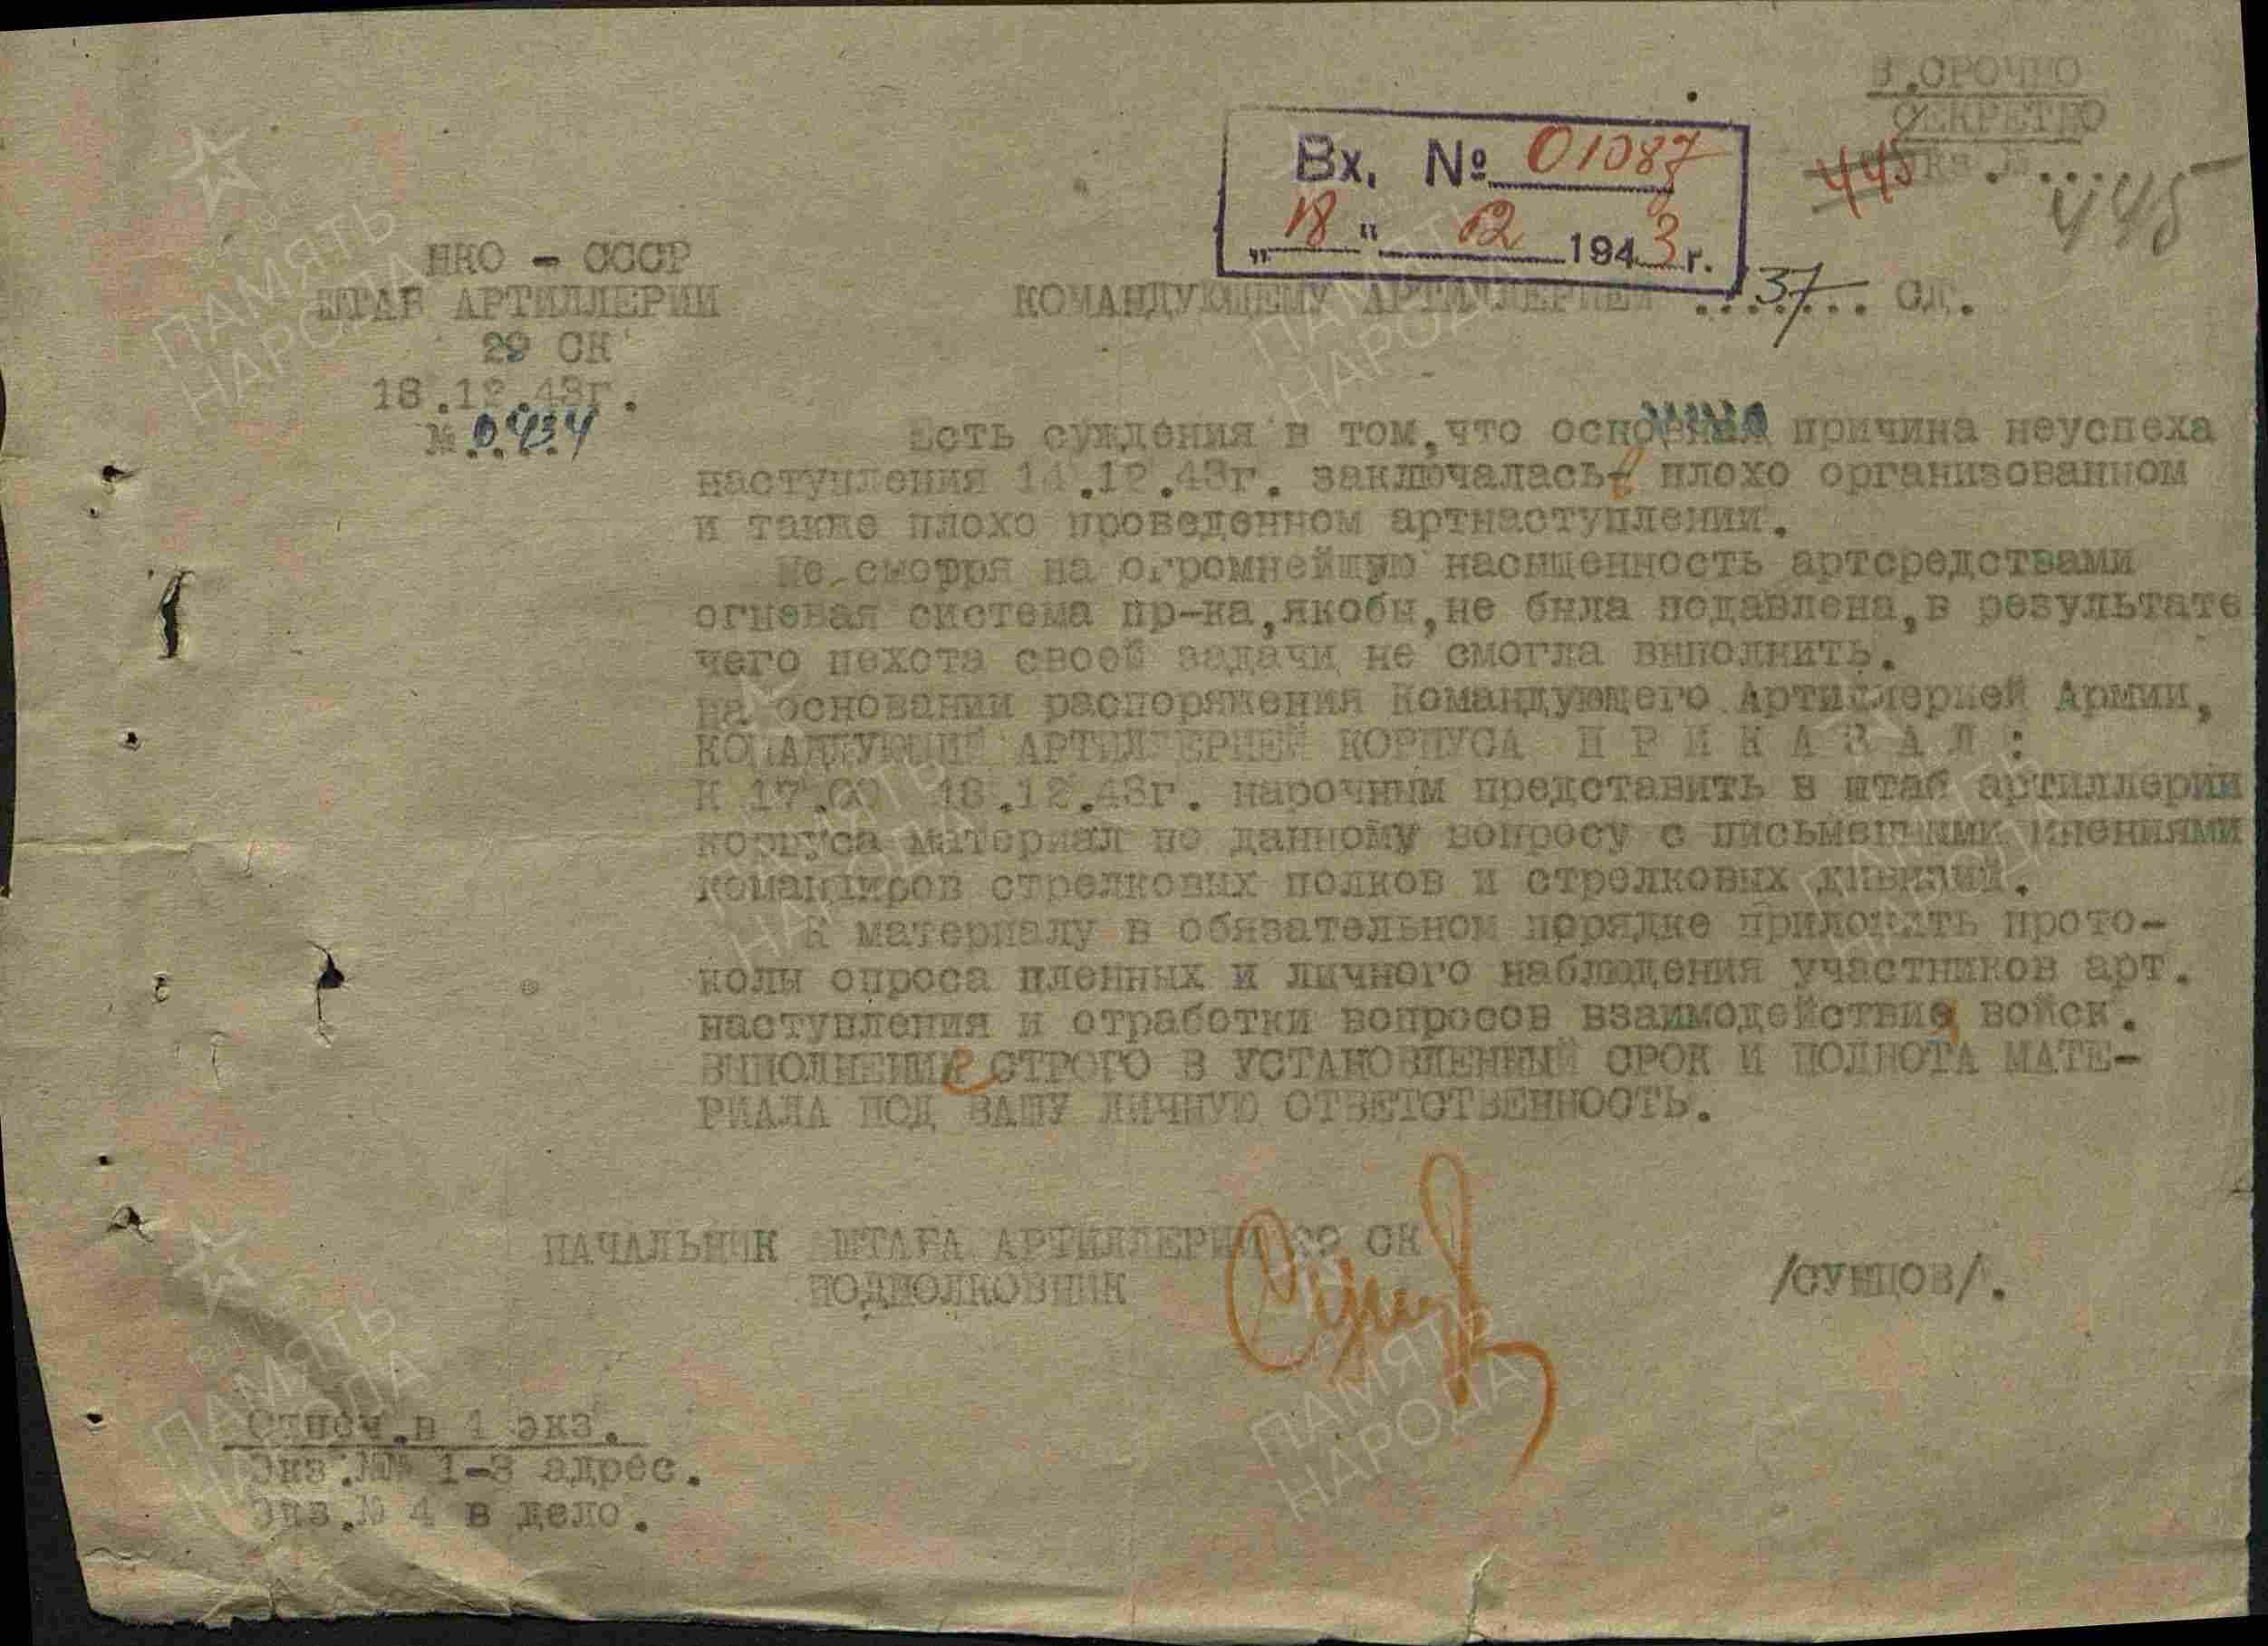 В.СРОЧНО
СЕКРЕТНО
Вх. № 01087
445
445
"18" 12 1943 г.
НКО - СССР
ШТАБ АРТИЛЛЕРИИ
КОМАНДУЮЩЕМУ АРТИЛЛЕРИЕЙ ..37.. СД.
29 СК
18.12.43г.
№ 0434
Есть суждения в том,что основная причина неуспеха
наступления 14.12.43г. заключалась в плохо организованном
и также плохо проведенном артнаступлении.
Не смотря на огромнейшую насыщенность артсредствами
огневая система пр-ка,якобы,не была подавлена,в результате
чего пехота своей задачи не смогла выполнить.
на основании распоряжения Командующего Артиллерией Армии,
КОМАНДУЮЩИЙ АРТИЛЛЕРИЕЙ КОРПУСА П Р И К А З А Л :
К 17.00 18.12.43г. нарочным представить в штаб артиллерии
корпуса материал по данному вопросу с письменными мнениями
командиров стрелковых полков и стрелковых дивизий.
К материалу в обязательном порядке приложить прото-
колы опроса пленных и личного наблюдения участников арт.
наступления и отработки вопросов взаимодействия войск.
ВЫПОЛНЕНИЕ СТРОГО В УСТАНОВЛЕННЫЙ СРОК И ПОЛНОТА МАТЕ-
РИАЛА ПОД ВАШУ ЛИЧНУЮ ОТВЕТСТВЕННОСТЬ.
НАЧАЛЬНИК ШТАБА АРТИЛЛЕРИИ 29 СК
ПОДПОЛКОВНИК
/СУНЦОВ/.
Отпеч.в 4 экз.
Экз.№№ 1-3 адрес.
Экз.№ 4 в дело.
ПАМЯТЬ
НАРОДА